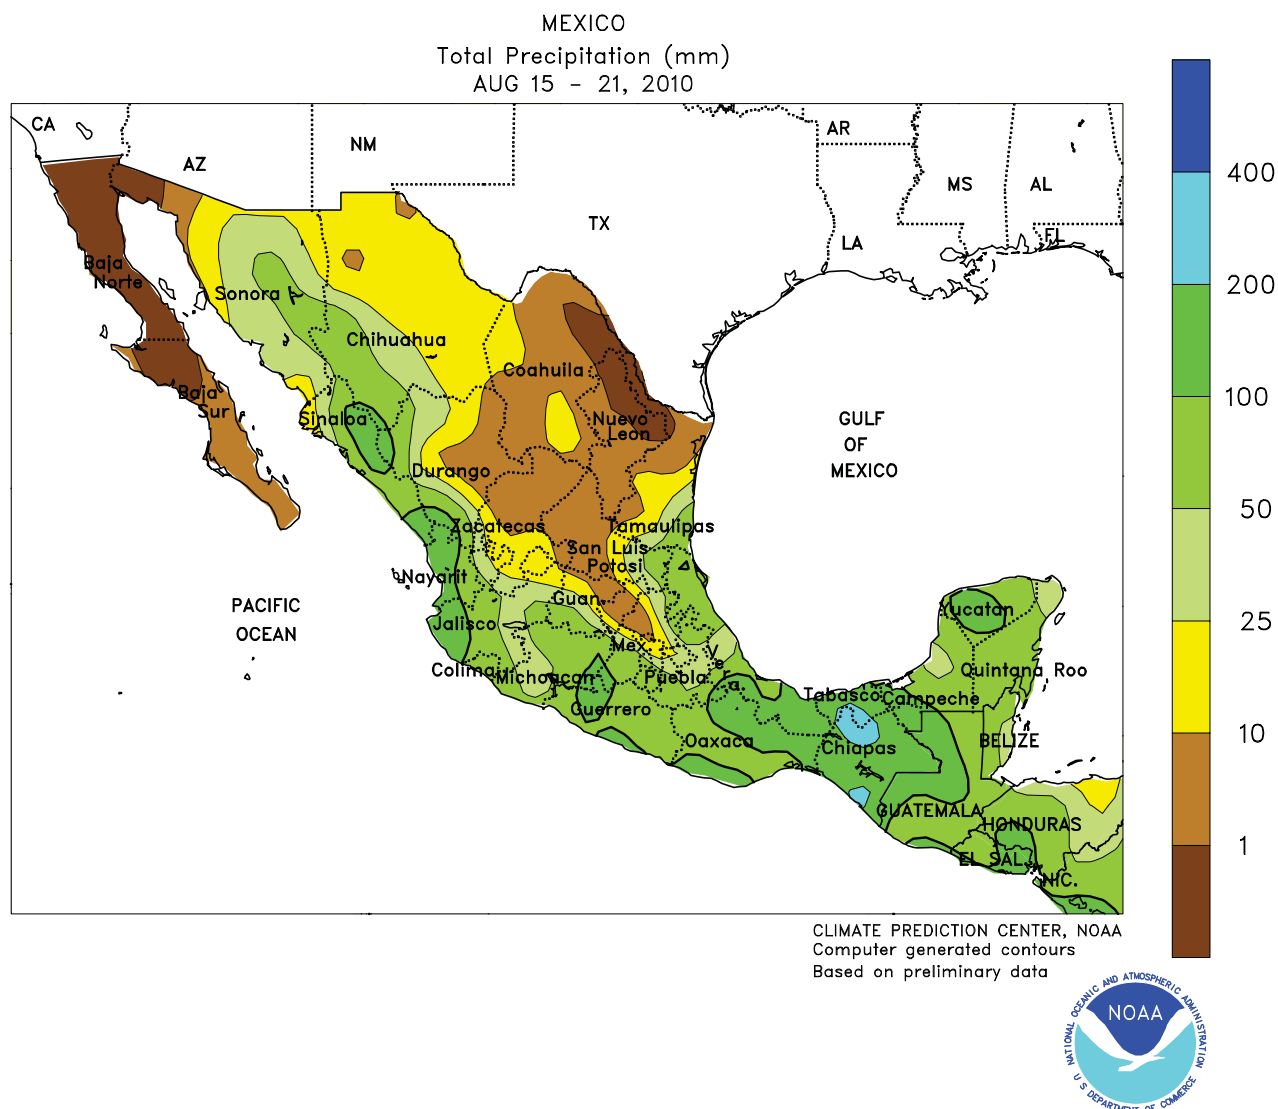 MEXICO
Total Precipitation (mm)
AUG 15 - 21, 2010
CA
AZ
NM
TX
AR
MS
AL
LA
FL
Baja
Norte
Sonora
Chihuahua
Coahuila
Baja
Sur
Sinaloa
Nuevo
Leon
Durango
Zacatecas
Tamaulipas
San Luis
Potosi
Nayarit
Guan.
Jalisco
Mex.
Colima
Michoacan
Puebla
Ver.
Guerrero
Oaxaca
Tabasco
Campeche
Chiapas
Yucatan
Quintana Roo
BELIZE
GUATEMALA
HONDURAS
EL SAL.
NIC.
GULF
OF
MEXICO
PACIFIC
OCEAN
400
200
100
50
25
10
1
CLIMATE PREDICTION CENTER, NOAA
Computer generated contours
Based on preliminary data
NATIONAL OCEANIC AND ATMOSPHERIC ADMINISTRATION
NOAA
U S DEPARTMENT OF COMMERCE